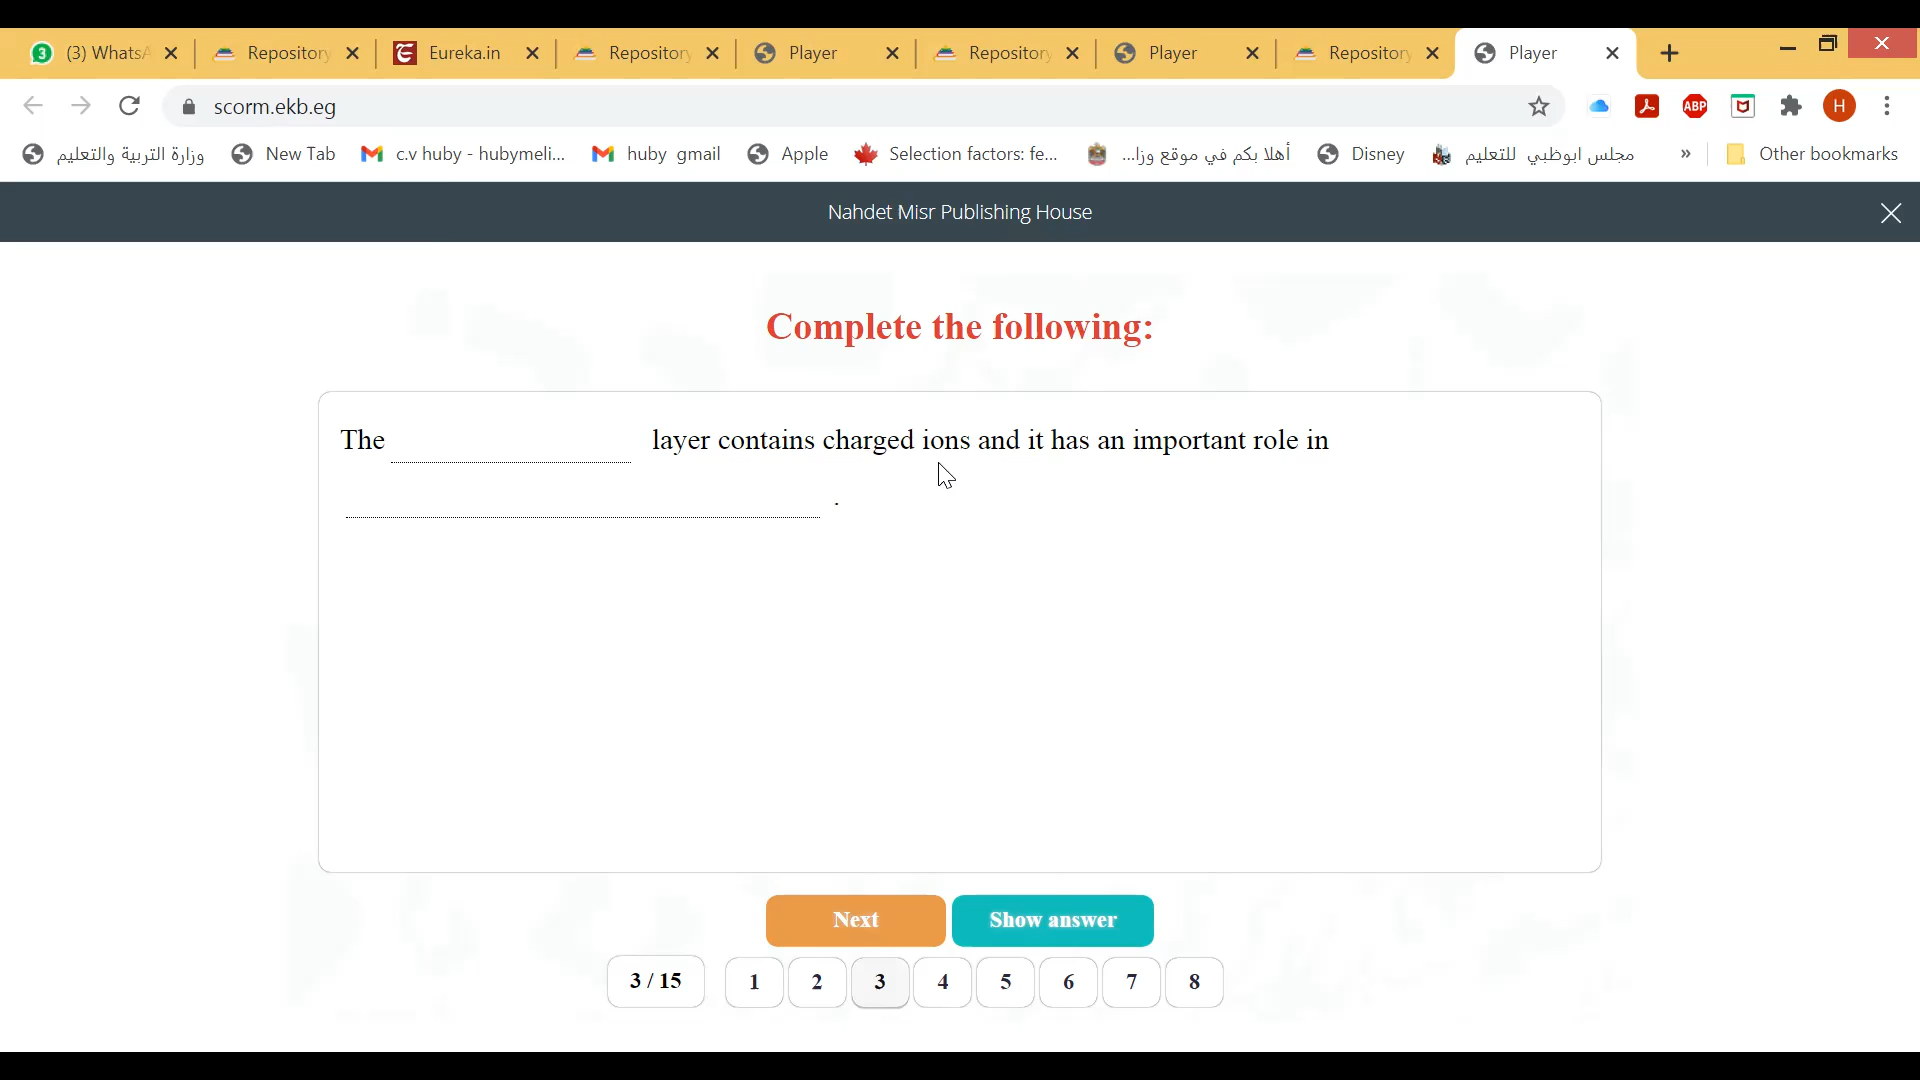 3 (3) WhatsA Repository Eureka.in Repository Player Repository Player Repository Player
scorm.ekb.eg ABP H
وزارة التربية والتعليم New Tab c.v huby - hubymeli... huby gmail Apple Selection factors: fe... أهلا بكم في موقع وزا... Disney مجلس ابوظبي للتعليم » Other bookmarks
Nahdet Misr Publishing House
Complete the following:
The layer contains charged ions and it has an important role in
.
Next Show answer
3 / 15 1 2 3 4 5 6 7 8